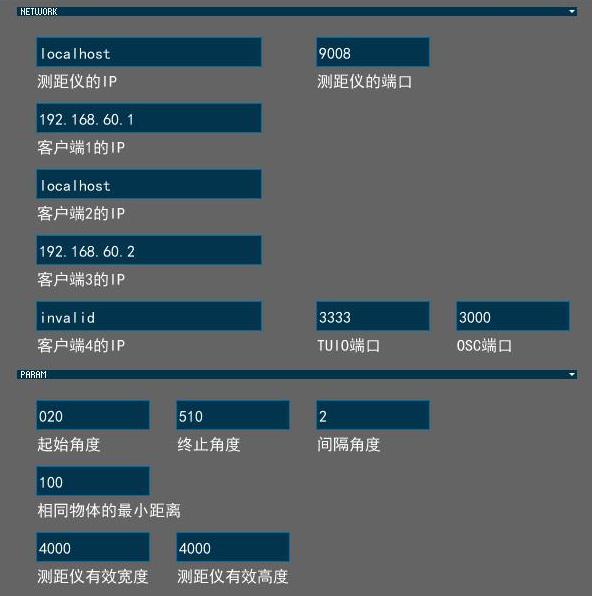 NETWORK
localhost 9008
测距仪的IP 测距仪的端口
192.168.60.1
客户端1的IP
localhost
客户端2的IP
192.168.60.2
客户端3的IP
invalid 3333 3000
客户端4的IP TUIO端口 OSC端口
PARAM
020 510 2
起始角度 终止角度 间隔角度
100
相同物体的最小距离
4000 4000
测距仪有效宽度 测距仪有效高度